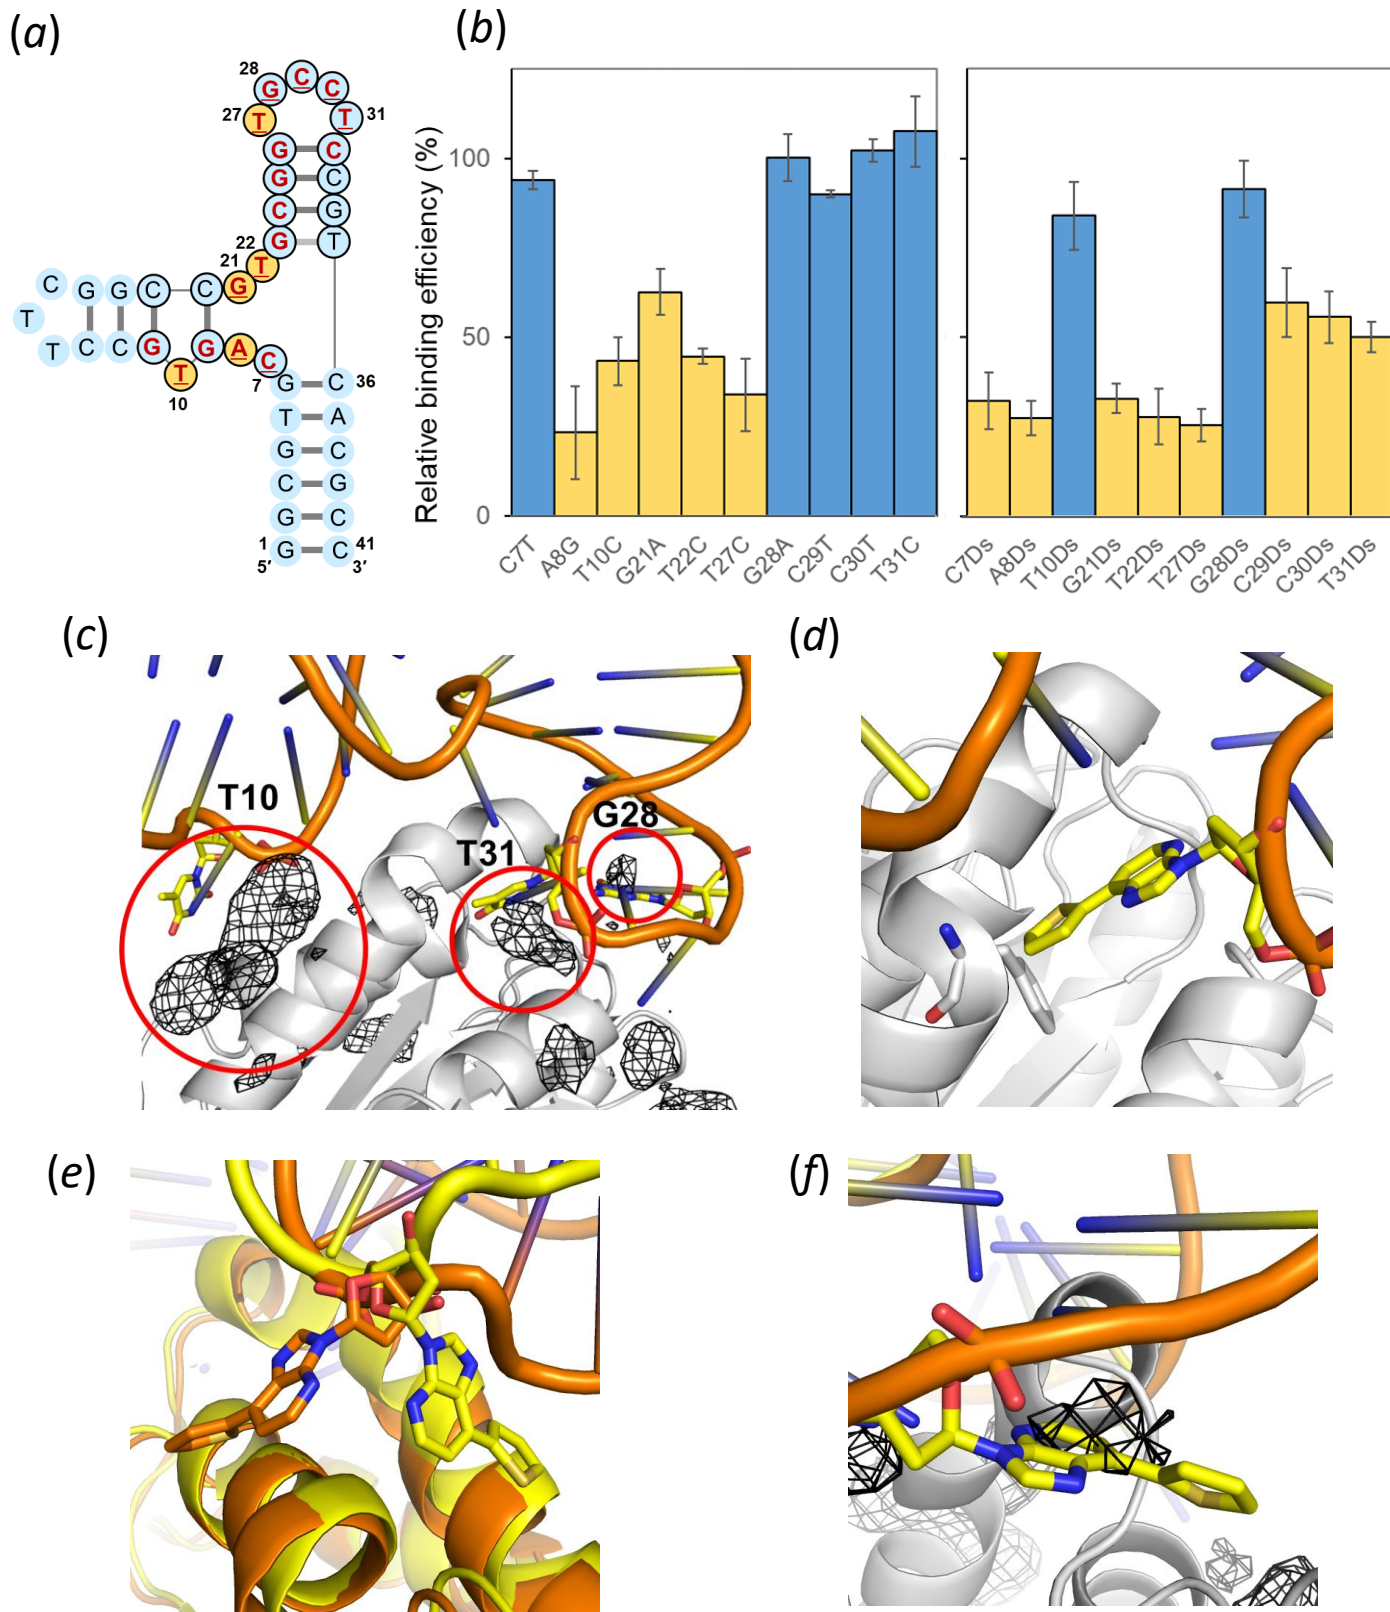 (a)
28
G C C
27 T T 31
G C
G C
C G
22 G T
21 T
C G G C C G
T
T C C G G A C
T 7
10
G C 36
T A
G C
C G
G C
1 G C 41
5′ 3′
(b)
Relative binding efficiency (%)
100
50
0
C7T
A8G
T10C
G21A
T22C
T27C
G28A
C29T
C30T
T31C
C7Ds
A8Ds
T10Ds
G21Ds
T22Ds
T27Ds
G28Ds
C29Ds
C30Ds
T31Ds
(c)
T10
T31
G28
(d)
(e)
(f)